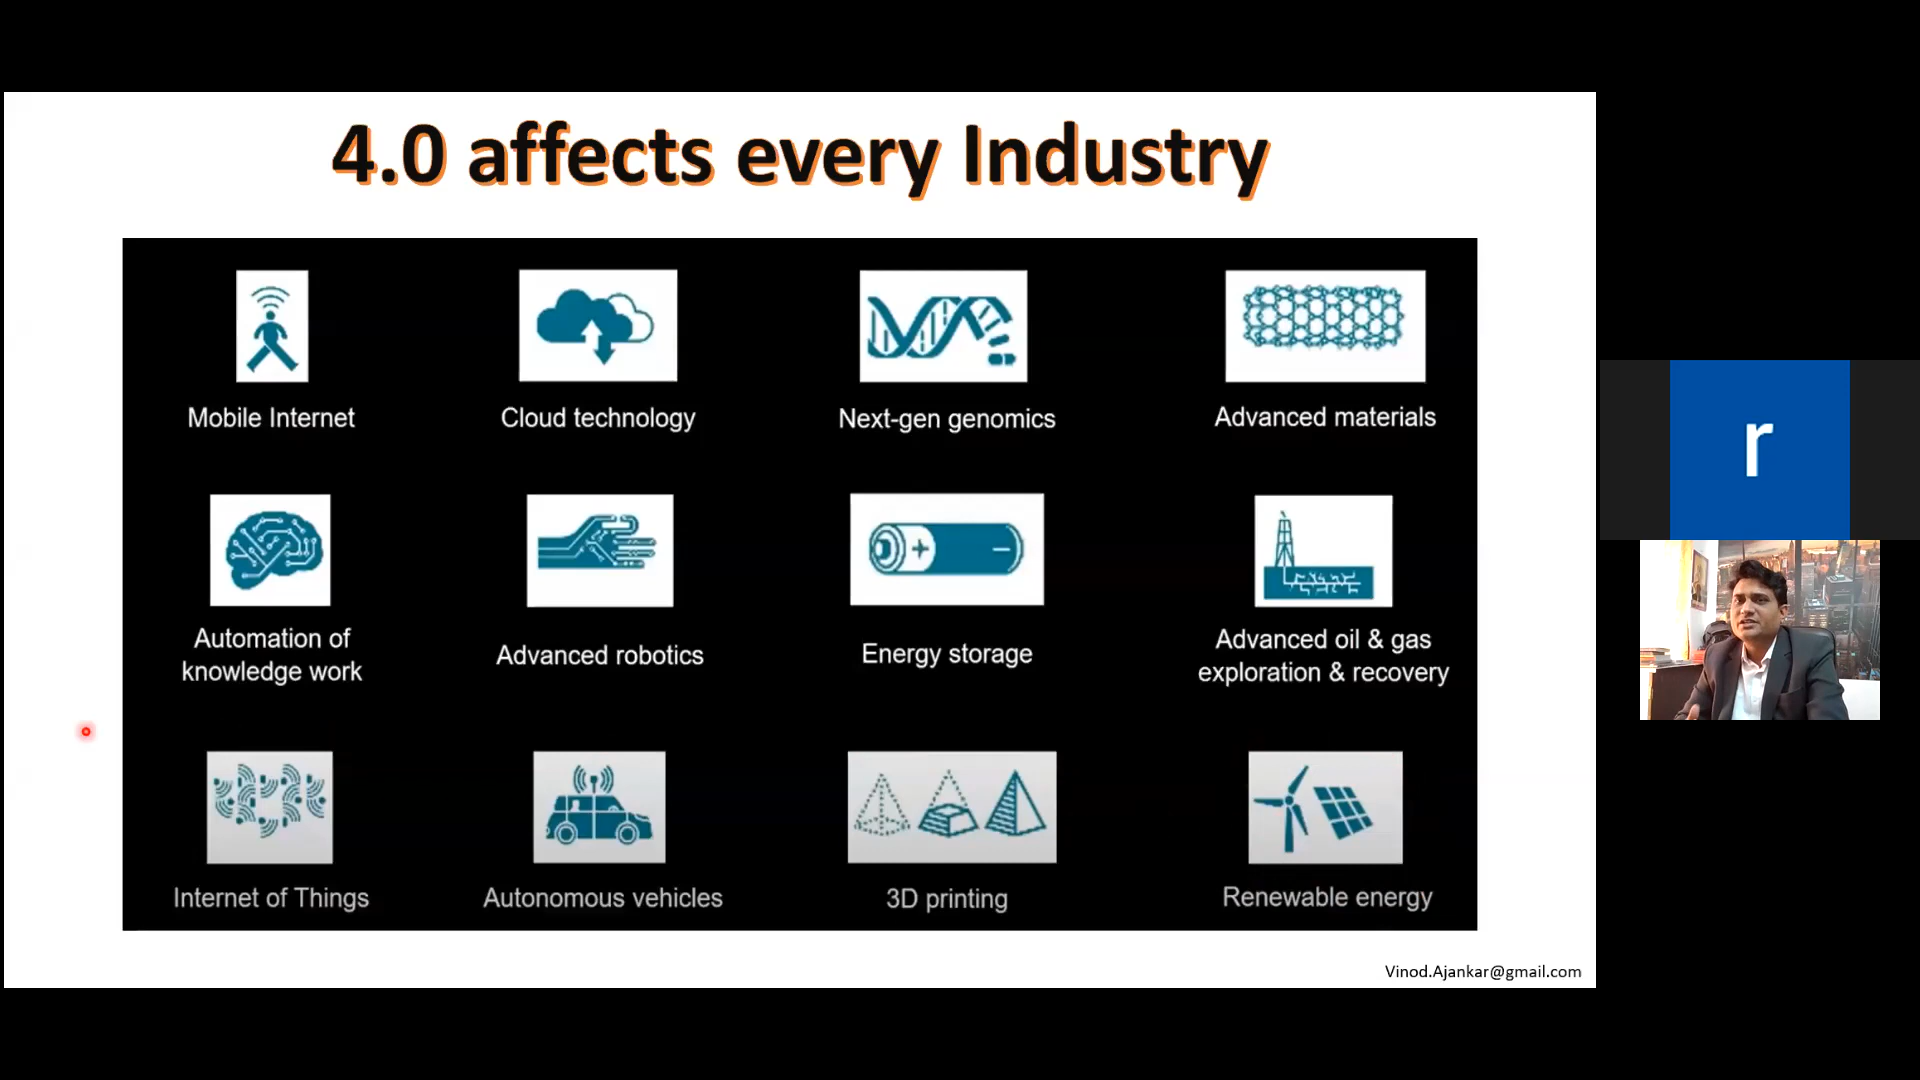 4.0 affects every Industry
Mobile Internet
Cloud technology
Next-gen genomics
Advanced materials
Automation of
knowledge work
Advanced robotics
Energy storage
Advanced oil & gas
exploration & recovery
Internet of Things
Autonomous vehicles
3D printing
Renewable energy
Vinod.Ajankar@gmail.com
r